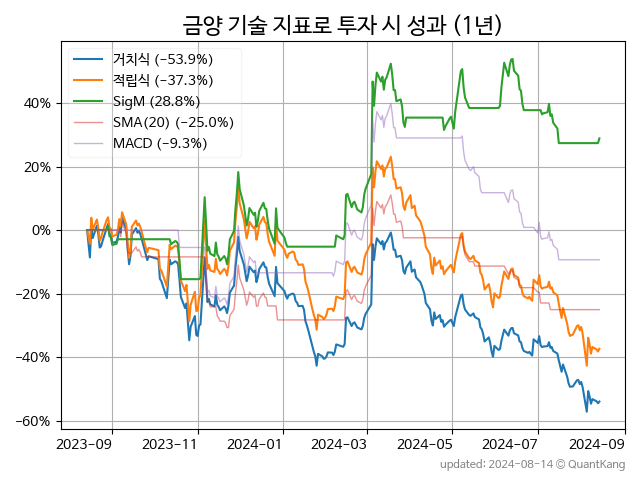 금양 기술 지표로 투자 시 성과 (1년)
거치식 (−53.9%)
적립식 (−37.3%)
SigM (28.8%)
SMA(20) (−25.0%)
MACD (−9.3%)
40%
20%
0%
−20%
−40%
−60%
2023-09 2023-11 2024-01 2024-03 2024-05 2024-07 2024-09
updated: 2024-08-14 © QuantKang